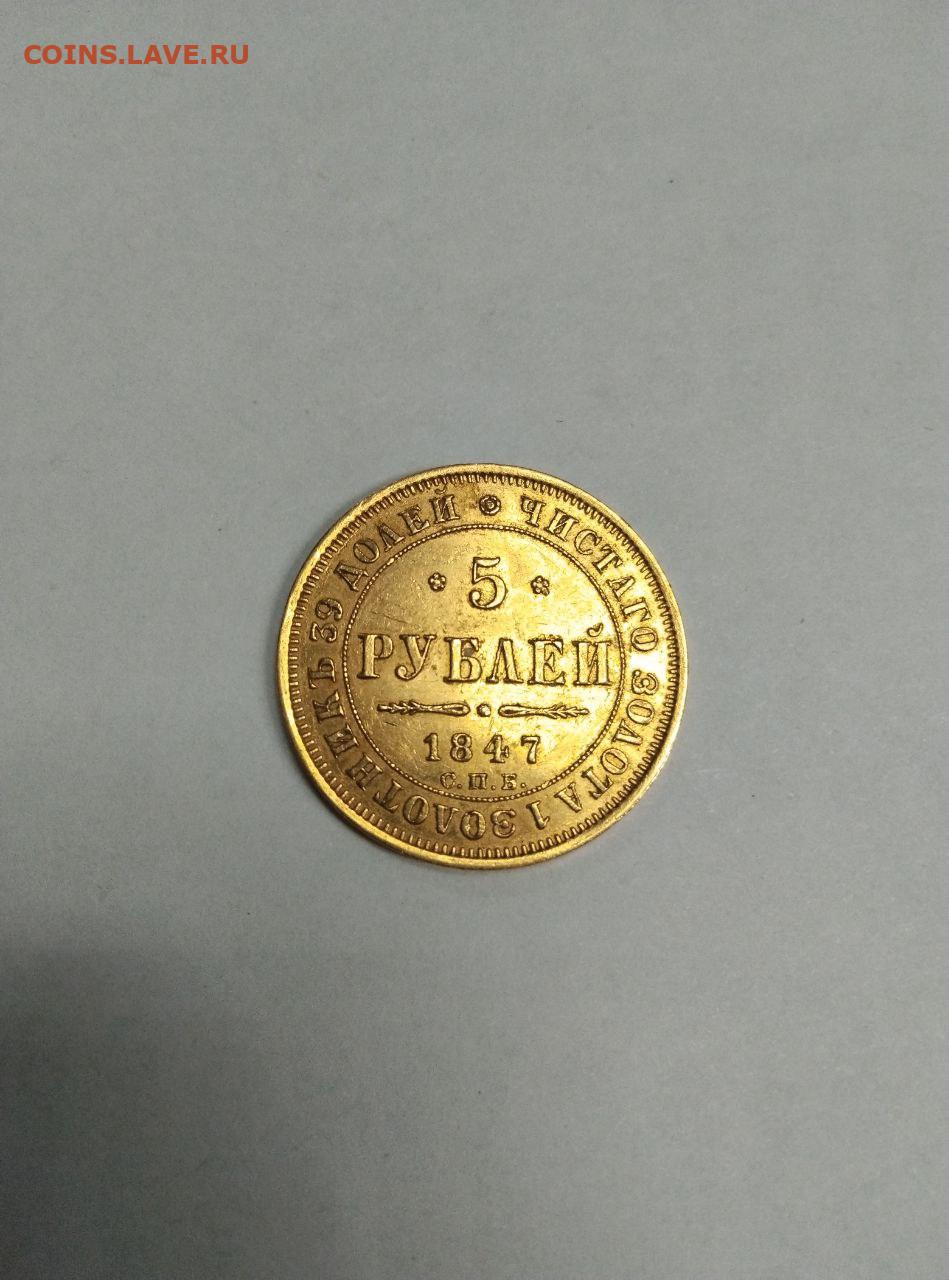 COINS.LAVE.RU
ЧИСТАГО ЗОЛОТА 1 ЗОЛОТНИКЪ 39 ДОЛЕЙ
5
РУБЛЕЙ
1847
С.П.Б.